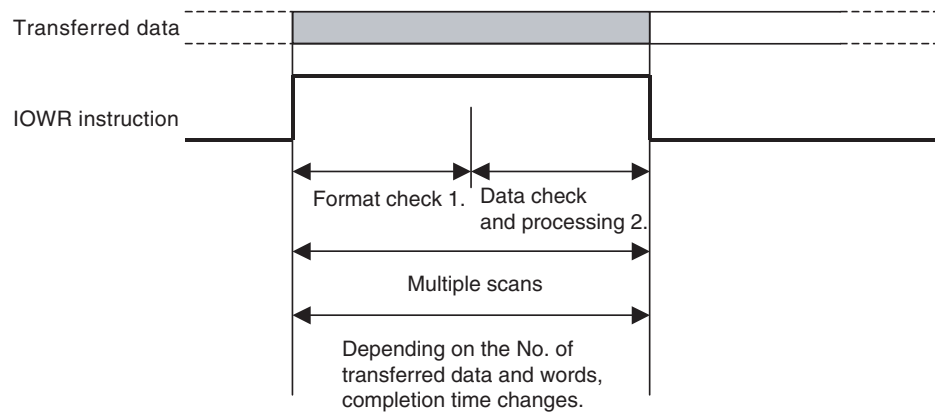 Transferred data
IOWR instruction
Format check 1.
Data check
and processing 2.
Multiple scans
Depending on the No. of
transferred data and words,
completion time changes.